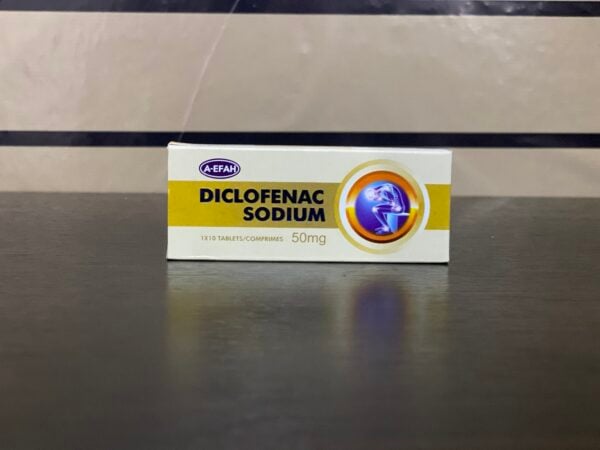 A-EFAH
DICLOFENAC
SODIUM
1X10 TABLETS/COMPRIMES 50mg